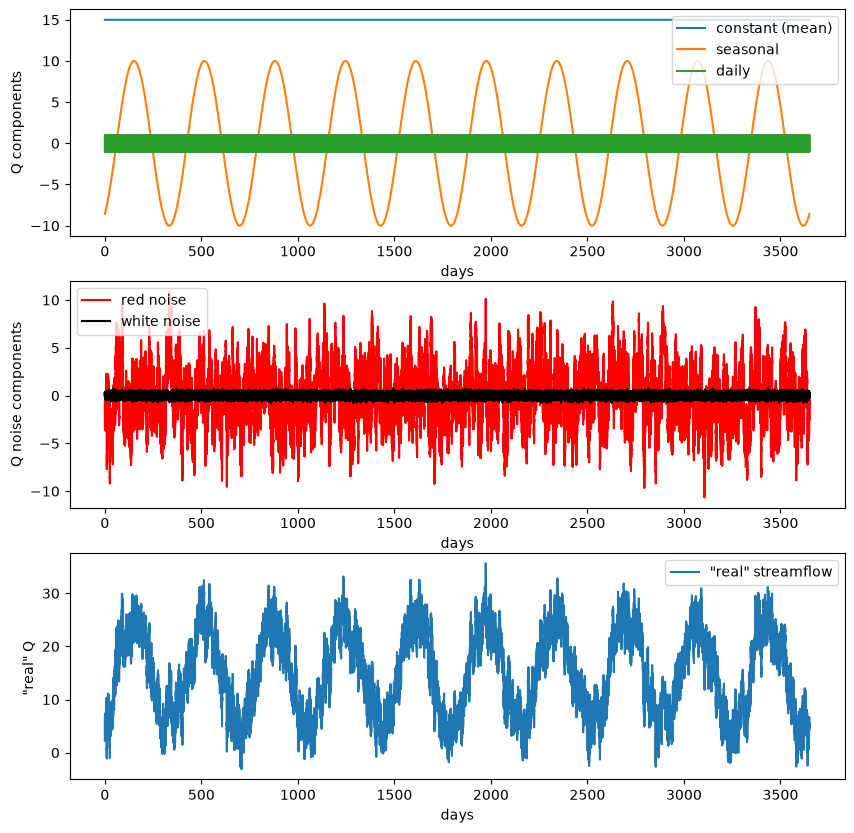 15
10
5
0
−5
−10
Q components
constant (mean)
seasonal
daily
0 500 1000 1500 2000 2500 3000 3500
days
10
5
0
−5
−10
Q noise components
red noise
white noise
0 500 1000 1500 2000 2500 3000 3500
days
30
20
10
0
"real" Q
"real" streamflow
0 500 1000 1500 2000 2500 3000 3500
days